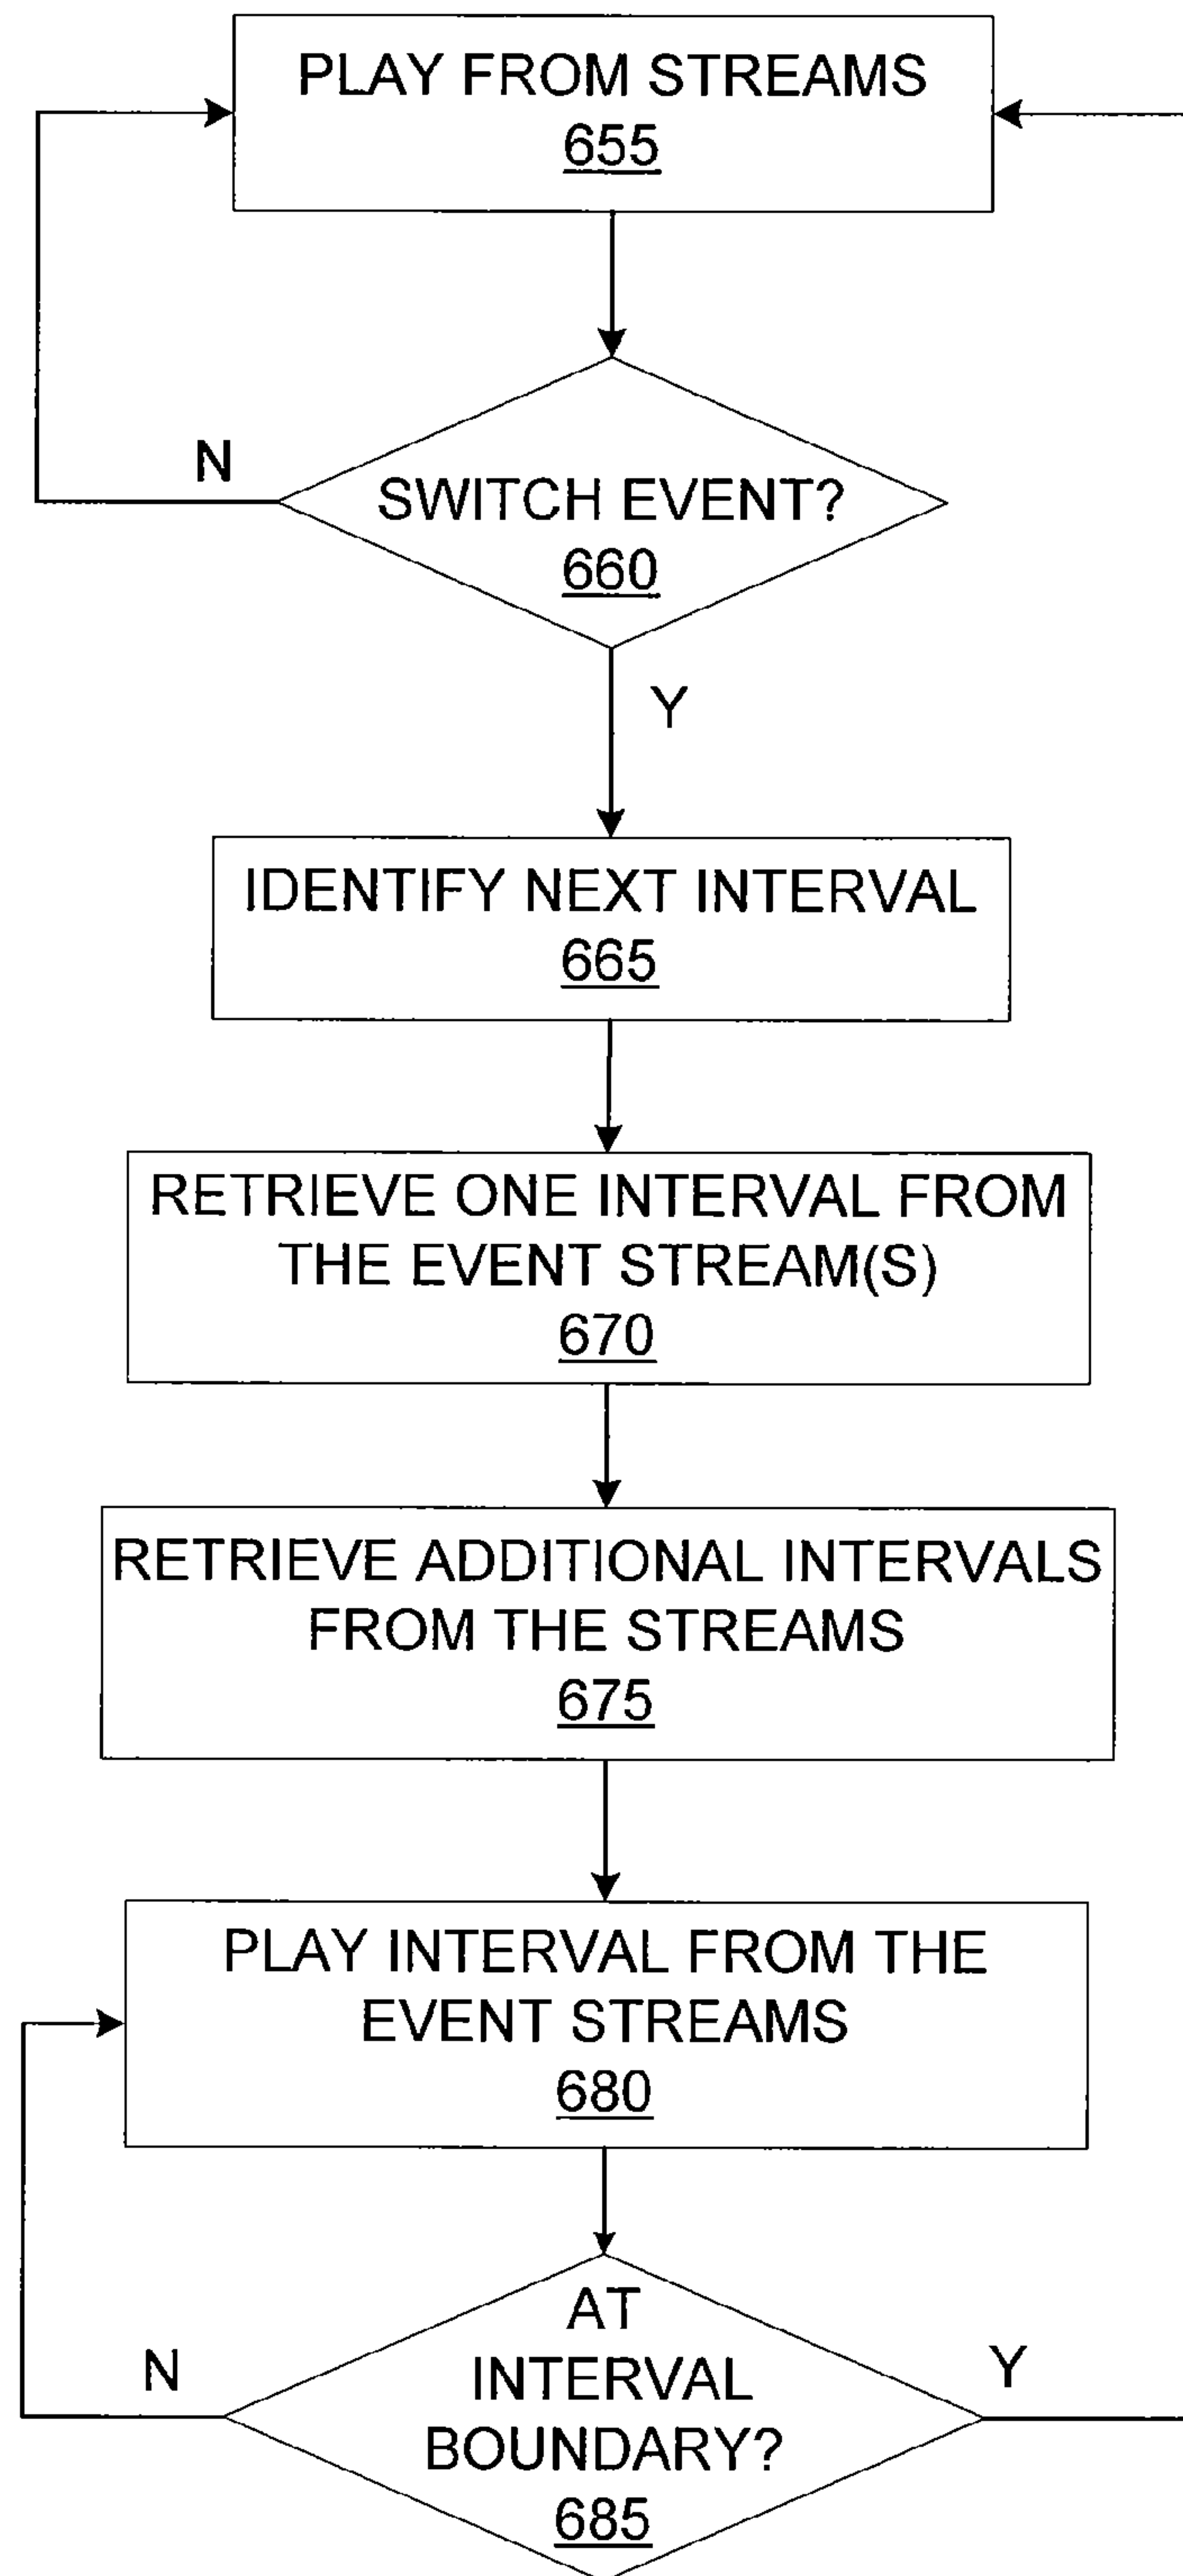 PLAY FROM STREAMS
655
N
SWITCH EVENT?
660
Y
IDENTIFY NEXT INTERVAL
665
RETRIEVE ONE INTERVAL FROM
THE EVENT STREAM(S)
670
RETRIEVE ADDITIONAL INTERVALS
FROM THE STREAMS
675
PLAY INTERVAL FROM THE
EVENT STREAMS
680
AT
N
INTERVAL
Y
BOUNDARY?
685